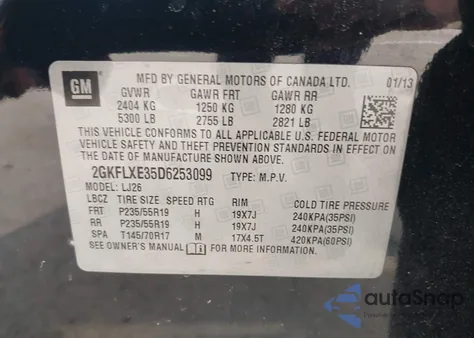 GM
MFD BY GENERAL MOTORS OF CANADA LTD. 01/13
GVWR GAWR FRT GAWR RR
2404 KG 1250 KG 1280 KG
5300 LB 2755 LB 2821 LB
THIS VEHICLE CONFORMS TO ALL APPLICABLE U.S. FEDERAL MOTOR
VEHICLE SAFETY AND THEFT PREVENTION STANDARDS IN EFFECT ON
THE DATE OF MANUFACTURE SHOWN ABOVE.
2GKFLXE35D6253099 TYPE: M.P.V.
MODEL: LJ26
LBCZ TIRE SIZE SPEED RTG RIM COLD TIRE PRESSURE
FRT P235/55R19 H 19X7J 240KPA(35PSI)
RR P235/55R19 H 19X7J 240KPA(35PSI)
SPA T145/70R17 M 17X4.5T 420KPA(60PSI)
SEE OWNER'S MANUAL FOR MORE INFORMATION.
autoSnap